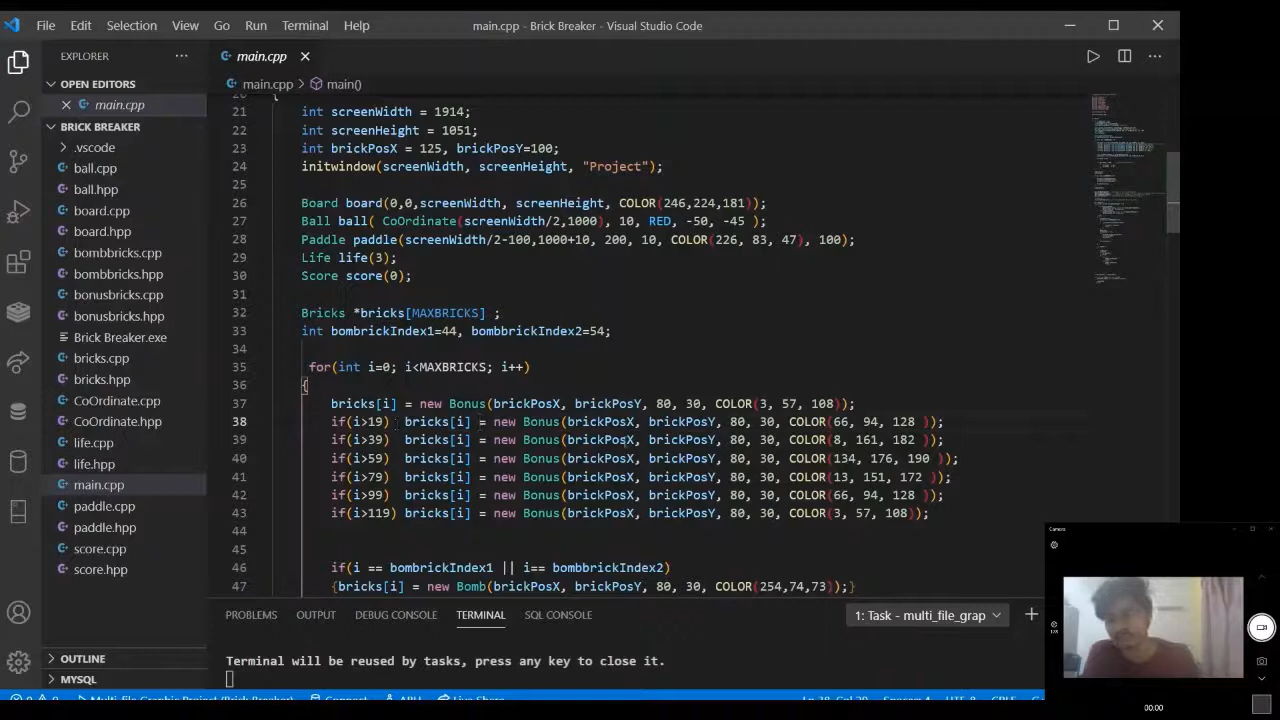 File Edit Selection View Go Run Terminal Help
main.cpp - Brick Breaker - Visual Studio Code
EXPLORER
OPEN EDITORS
main.cpp
BRICK BREAKER
.vscode
ball.cpp
ball.hpp
board.cpp
board.hpp
bombbricks.cpp
bombbricks.hpp
bonusbricks.cpp
bonusbricks.hpp
Brick Breaker.exe
bricks.cpp
bricks.hpp
CoOrdinate.cpp
CoOrdinate.hpp
life.cpp
life.hpp
main.cpp
paddle.cpp
paddle.hpp
score.cpp
score.hpp
OUTLINE
MYSQL
main.cpp
main.cpp > main()
21 int screenWidth = 1914;
22 int screenHeight = 1051;
23 int brickPosX = 125, brickPosY=100;
24 initwindow(screenWidth, screenHeight, "Project");
25
26 Board board(0, screenWidth, screenHeight, COLOR(246,224,181));
27 Ball ball( CoOrdinate(screenWidth/2,1000), 10, RED, -50, -45 );
28 Paddle paddle(screenWidth/2-100,1000+10, 200, 10, COLOR(226, 83, 47), 100);
29 Life life(3);
30 Score score(0);
31
32 Bricks *bricks[MAXBRICKS] ;
33 int bombrickIndex1=44, bombbrickIndex2=54;
34
35 for(int i=0; i<MAXBRICKS; i++)
36 {
37 bricks[i] = new Bonus(brickPosX, brickPosY, 80, 30, COLOR(3, 57, 108));
38 if(i>19) bricks[i] = new Bonus(brickPosX, brickPosY, 80, 30, COLOR(66, 94, 128 ));
39 if(i>39) bricks[i] = new Bonus(brickPosX, brickPosY, 80, 30, COLOR(8, 161, 182 ));
40 if(i>59) bricks[i] = new Bonus(brickPosX, brickPosY, 80, 30, COLOR(134, 176, 190 ));
41 if(i>79) bricks[i] = new Bonus(brickPosX, brickPosY, 80, 30, COLOR(13, 151, 172 ));
42 if(i>99) bricks[i] = new Bonus(brickPosX, brickPosY, 80, 30, COLOR(66, 94, 128 ));
43 if(i>119) bricks[i] = new Bonus(brickPosX, brickPosY, 80, 30, COLOR(3, 57, 108));
44
45
46 if(i == bombrickIndex1 || i== bombbrickIndex2)
47 {bricks[i] = new Bomb(brickPosX, brickPosY, 80, 30, COLOR(254,74,73));}
PROBLEMS OUTPUT DEBUG CONSOLE TERMINAL SQL CONSOLE
1: Task - multi_file_grap
Terminal will be reused by tasks, press any key to close it.
Camera
00:00